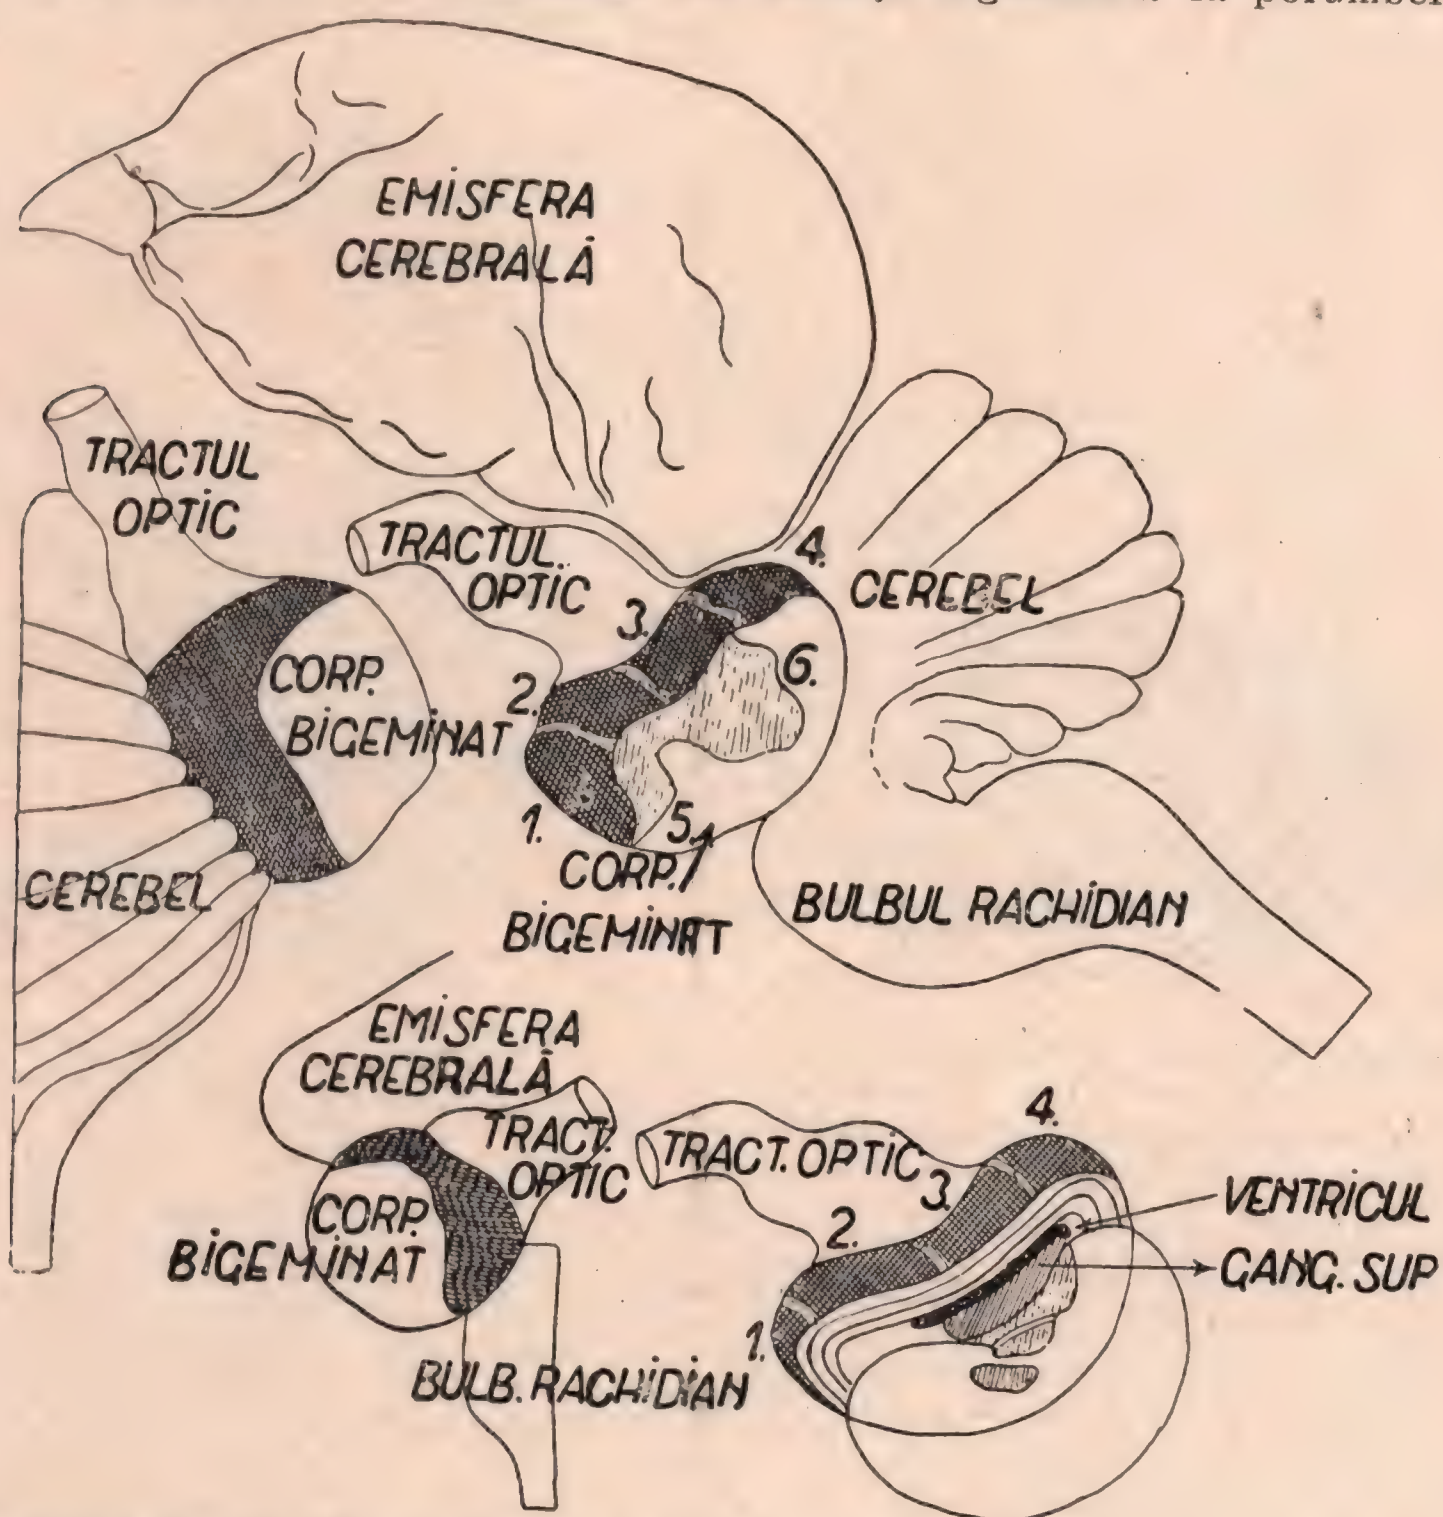 EMISFERA
CEREBRALĂ
TRACTUL
OPTIC
TRACTUL.
OPTIC
4.
CEREBEL
3.
CORP.
BIGEMINAT
2.
6.
1.
5.
CORP.
BIGEMINAT
CEREBEL
BULBUL RACHIDIAN
EMISFERA
CEREBRALĂ
TRACT.
OPTIC
CORP.
BIGEMINAT
BULB. RACHIDIAN
TRACT. OPTIC
4.
3.
2.
1.
VENTRICUL
GANG. SUP